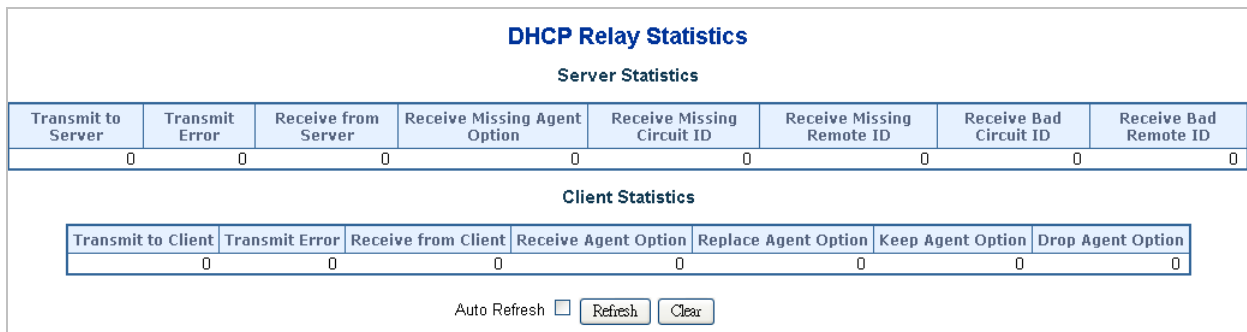 DHCP Relay Statistics
Server Statistics
Transmit to Server Transmit Error Receive from Server Receive Missing Agent Option Receive Missing Circuit ID Receive Missing Remote ID Receive Bad Circuit ID Receive Bad Remote ID
0 0 0 0 0 0 0 0
Client Statistics
Transmit to Client Transmit Error Receive from Client Receive Agent Option Replace Agent Option Keep Agent Option Drop Agent Option
0 0 0 0 0 0 0
Auto Refresh Refresh Clear